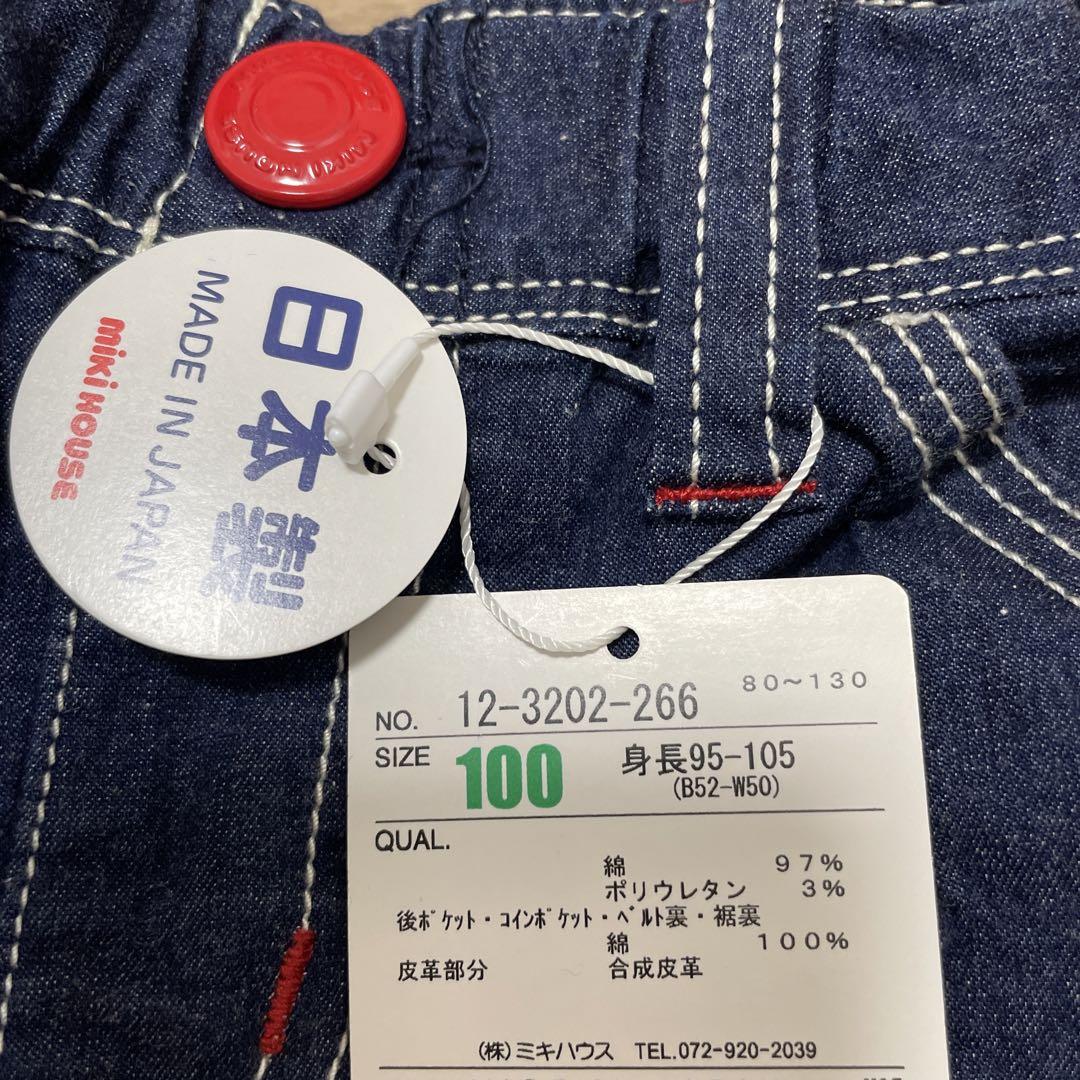 日本製
MADE IN JAPAN
miki HOUSE
NO. 12-3202-266 80～130
SIZE 100 身長95-105
(B52-W50)
QUAL.
綿 97%
ポリウレタン 3%
後ﾎﾟｹｯﾄ・ｺｲﾝﾎﾟｹｯﾄ・ﾍﾞﾙﾄ裏・裾裏
綿 100%
皮革部分 合成皮革
(株)ミキハウス TEL.072-920-2039